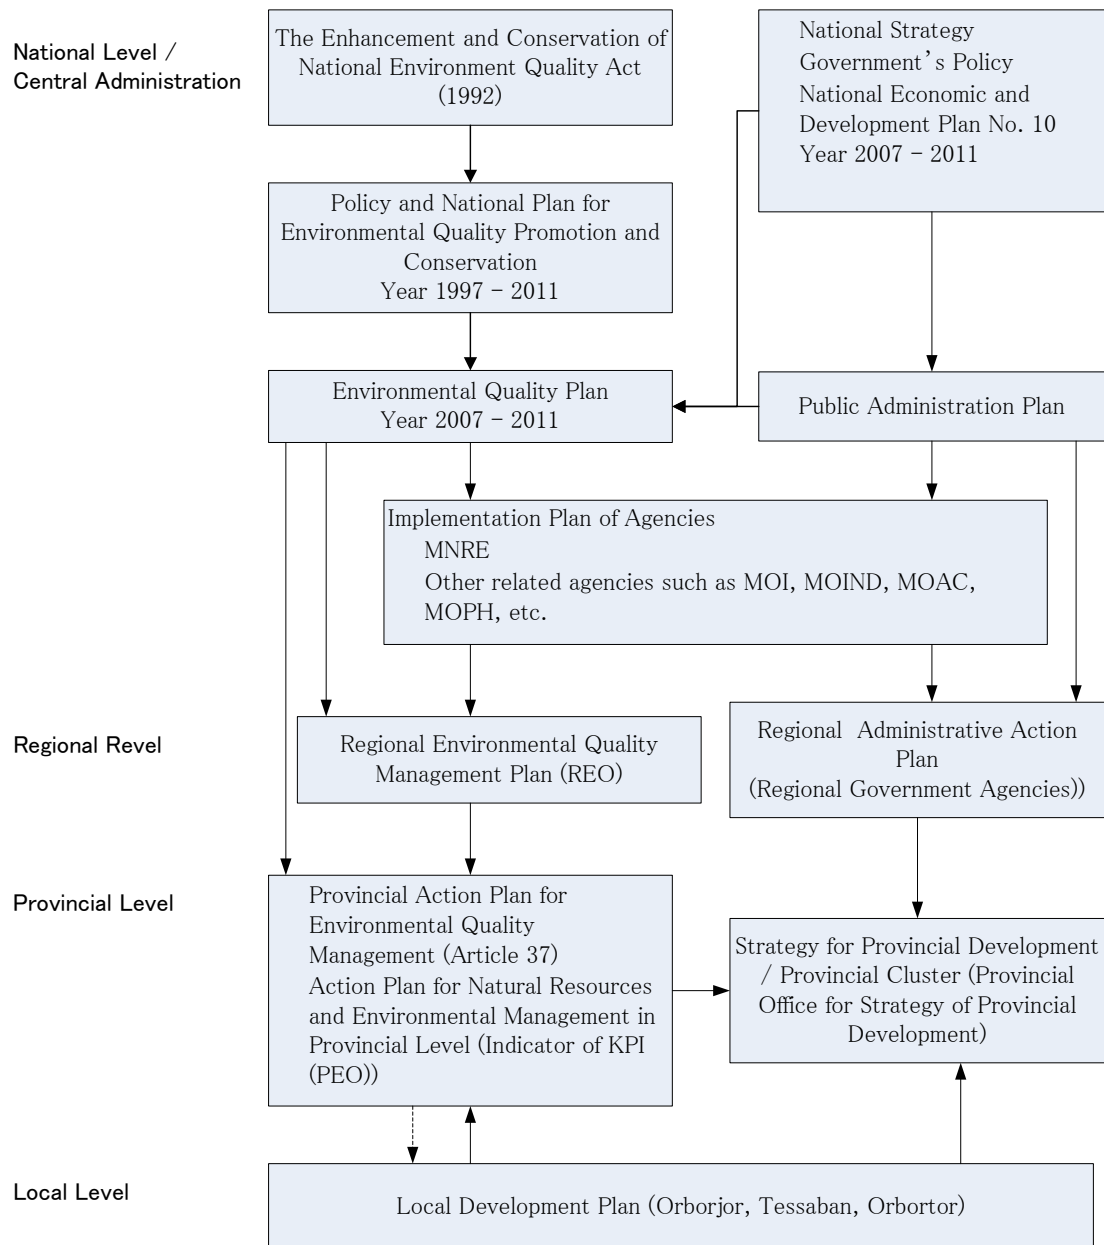 National Level /
Central Administration
The Enhancement and Conservation of
National Environment Quality Act
(1992)
National Strategy
Government's Policy
National Economic and
Development Plan No. 10
Year 2007 - 2011
Policy and National Plan for
Environmental Quality Promotion and
Conservation
Year 1997 - 2011
Environmental Quality Plan
Year 2007 - 2011
Public Administration Plan
Implementation Plan of Agencies
MNRE
Other related agencies such as MOI, MOIND, MOAC,
MOPH, etc.
Regional Revel
Regional Environmental Quality
Management Plan (REO)
Regional Administrative Action
Plan
(Regional Government Agencies))
Provincial Level
Provincial Action Plan for
Environmental Quality
Management (Article 37)
Action Plan for Natural Resources
and Environmental Management in
Provincial Level (Indicator of KPI
(PEO))
Strategy for Provincial Development
/ Provincial Cluster (Provincial
Office for Strategy of Provincial
Development)
Local Level
Local Development Plan (Orborjor, Tessaban, Orbortor)